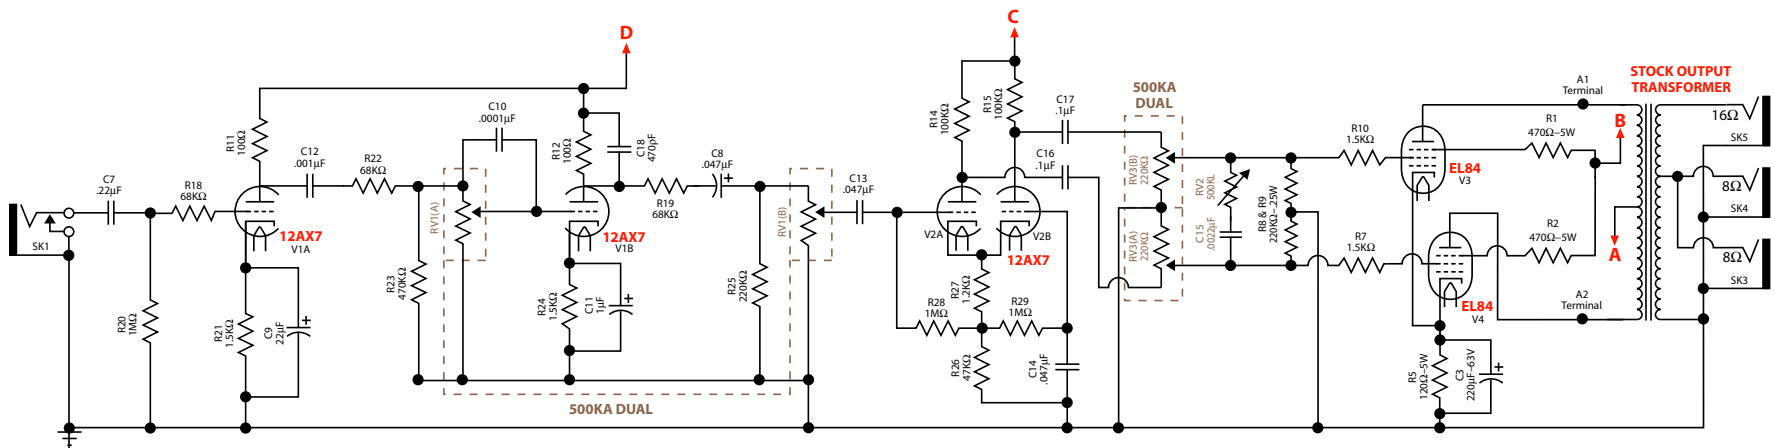 SK1
C7
.22µF
R18
68KΩ
R20
1MΩ
R11
100Ω
12AX7
V1A
R21
1.5KΩ
C9
22µF
C12
.001µF
R22
68KΩ
R23
470KΩ
RV1(A)
C10
.0001µF
D
R12
100Ω
C18
470pF
12AX7
V1B
R24
1.5KΩ
C11
1µF
R19
68KΩ
C8
.047µF
R25
220KΩ
RV1(B)
500KA DUAL
C13
.047µF
C
R14
100KΩ
R15
100KΩ
V2A
V2B
12AX7
R27
1.2KΩ
R28
1MΩ
R29
1MΩ
R26
47KΩ
C14
.047µF
C17
.1µF
C16
.1µF
500KA
DUAL
RV3(B)
220KΩ
RV3(A)
220KΩ
RV2
500KL
C15
.0022µF
R8 & R9
220KΩ–.25W
R10
1.5KΩ
R7
1.5KΩ
EL84
V3
EL84
V4
R5
120Ω–5W
C3
220µF–63V
A1
Terminal
R1
470Ω–5W
R2
470Ω–5W
A2
Terminal
B
A
STOCK OUTPUT
TRANSFORMER
16Ω
SK5
8Ω
SK4
8Ω
SK3